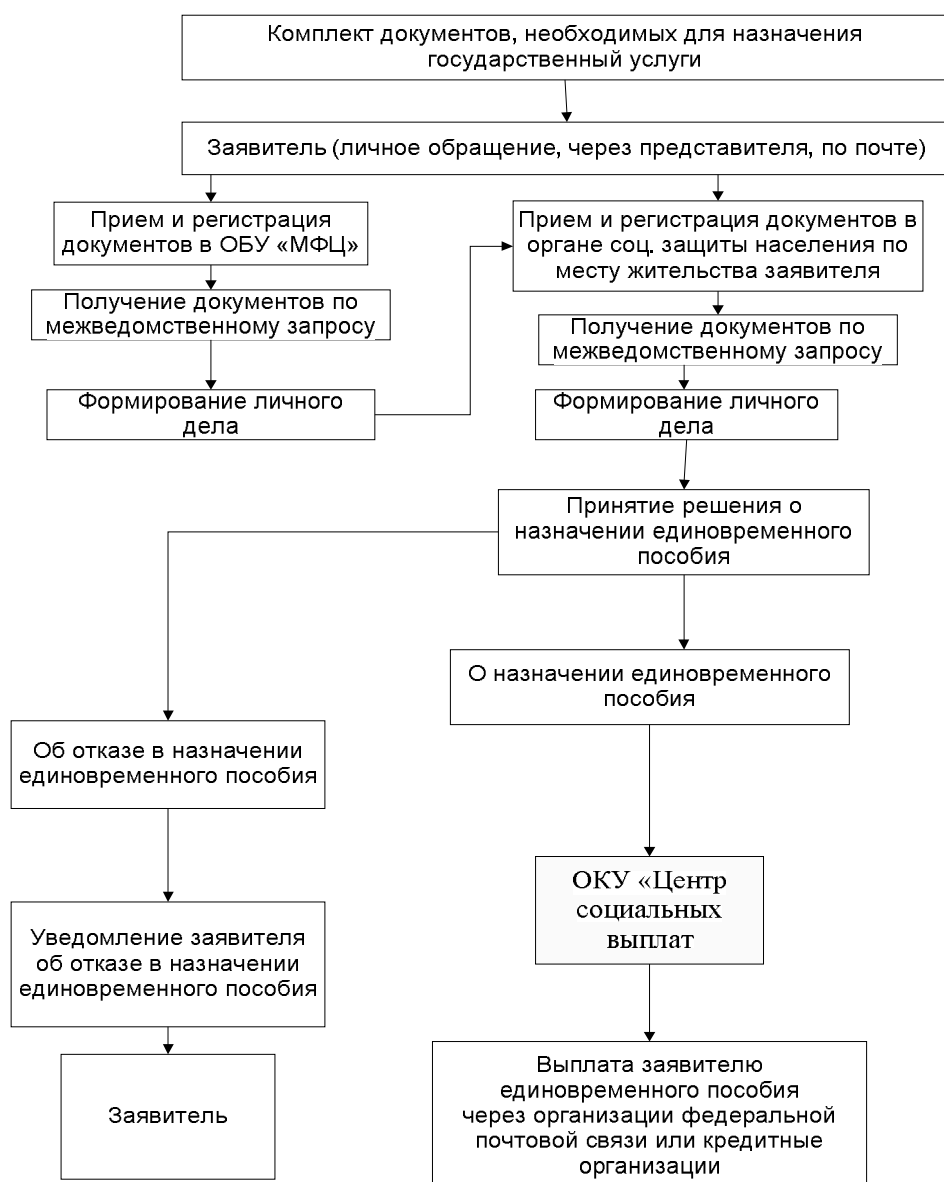 Комплект документов, необходимых для назначения
государственный услуги
Заявитель (личное обращение, через представителя, по почте)
Прием и регистрация
документов в ОБУ «МФЦ»
Прием и регистрация документов в
органе соц. защиты населения по
месту жительства заявителя
Получение документов по
межведомственному запросу
Получение документов по
межведомственному запросу
Формирование личного
дела
Формирование личного
дела
Принятие решения о
назначении единовременного
пособия
О назначении единовременного
пособия
Об отказе в назначении
единовременного пособия
ОКУ «Центр
социальных
выплат
Уведомление заявителя
об отказе в назначении
единовременного пособия
Заявитель
Выплата заявителю
единовременного пособия
через организации федеральной
почтовой связи или кредитные
организации